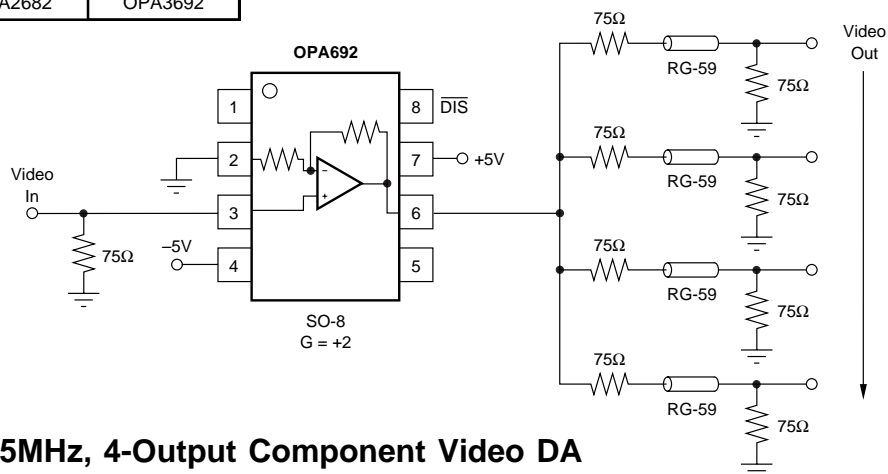 A2682 OPA3692
OPA692
1
8 DIS
2
7 +5V
3
6
4
5
Video
In
75Ω
–5V
SO-8
G = +2
75Ω
RG-59
75Ω
75Ω
RG-59
75Ω
75Ω
RG-59
75Ω
75Ω
RG-59
75Ω
Video
Out
5MHz, 4-Output Component Video DA